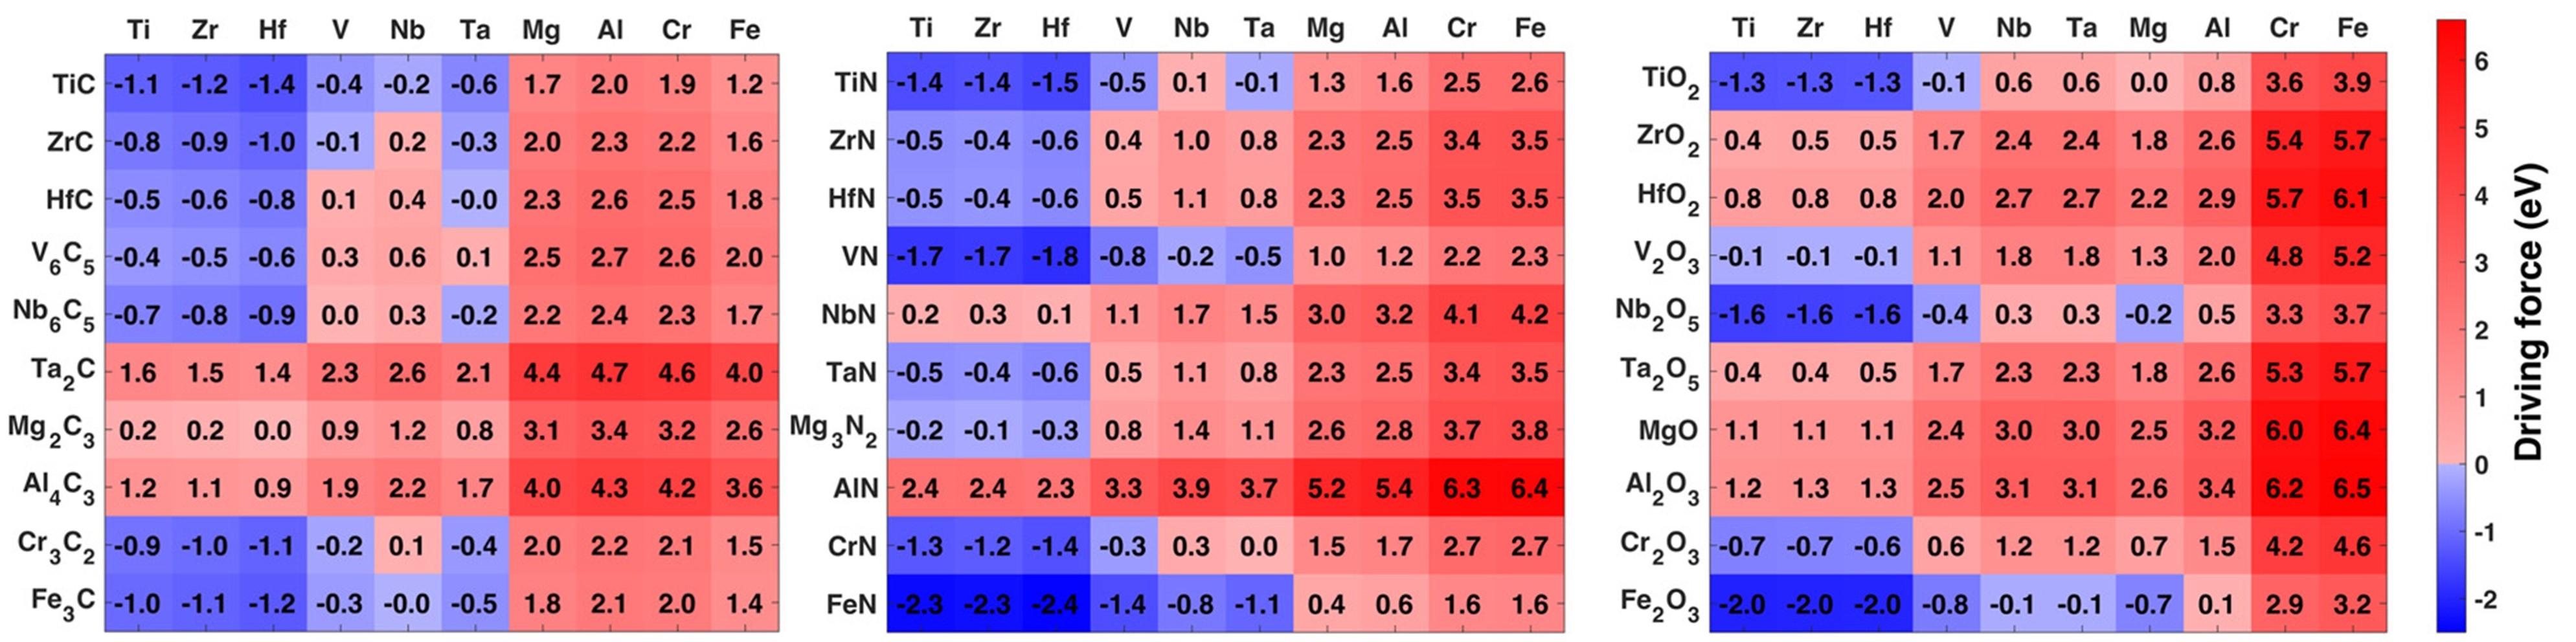 Ti Zr Hf V Nb Ta Mg Al Cr Fe
TiC -1.1 -1.2 -1.4 -0.4 -0.2 -0.6 1.7 2.0 1.9 1.2
ZrC -0.8 -0.9 -1.0 -0.1 0.2 -0.3 2.0 2.3 2.2 1.6
HfC -0.5 -0.6 -0.8 0.1 0.4 -0.0 2.3 2.6 2.5 1.8
V6C5 -0.4 -0.5 -0.6 0.3 0.6 0.1 2.5 2.7 2.6 2.0
Nb6C5 -0.7 -0.8 -0.9 0.0 0.3 -0.2 2.2 2.4 2.3 1.7
Ta2C 1.6 1.5 1.4 2.3 2.6 2.1 4.4 4.7 4.6 4.0
Mg2C3 0.2 0.2 0.0 0.9 1.2 0.8 3.1 3.4 3.2 2.6
Al4C3 1.2 1.1 0.9 1.9 2.2 1.7 4.0 4.3 4.2 3.6
Cr3C2 -0.9 -1.0 -1.1 -0.2 0.1 -0.4 2.0 2.2 2.1 1.5
Fe3C -1.0 -1.1 -1.2 -0.3 -0.0 -0.5 1.8 2.1 2.0 1.4
Ti Zr Hf V Nb Ta Mg Al Cr Fe
TiN -1.4 -1.4 -1.5 -0.5 0.1 -0.1 1.3 1.6 2.5 2.6
ZrN -0.5 -0.4 -0.6 0.4 1.0 0.8 2.3 2.5 3.4 3.5
HfN -0.5 -0.4 -0.6 0.5 1.1 0.8 2.3 2.5 3.5 3.5
VN -1.7 -1.7 -1.8 -0.8 -0.2 -0.5 1.0 1.2 2.2 2.3
NbN 0.2 0.3 0.1 1.1 1.7 1.5 3.0 3.2 4.1 4.2
TaN -0.5 -0.4 -0.6 0.5 1.1 0.8 2.3 2.5 3.4 3.5
Mg3N2 -0.2 -0.1 -0.3 0.8 1.4 1.1 2.6 2.8 3.7 3.8
AlN 2.4 2.4 2.3 3.3 3.9 3.7 5.2 5.4 6.3 6.4
CrN -1.3 -1.2 -1.4 -0.3 0.3 0.0 1.5 1.7 2.7 2.7
FeN -2.3 -2.3 -2.4 -1.4 -0.8 -1.1 0.4 0.6 1.6 1.6
Ti Zr Hf V Nb Ta Mg Al Cr Fe
TiO2 -1.3 -1.3 -1.3 -0.1 0.6 0.6 0.0 0.8 3.6 3.9
ZrO2 0.4 0.5 0.5 1.7 2.4 2.4 1.8 2.6 5.4 5.7
HfO2 0.8 0.8 0.8 2.0 2.7 2.7 2.2 2.9 5.7 6.1
V2O3 -0.1 -0.1 -0.1 1.1 1.8 1.8 1.3 2.0 4.8 5.2
Nb2O5 -1.6 -1.6 -1.6 -0.4 0.3 0.3 -0.2 0.5 3.3 3.7
Ta2O5 0.4 0.4 0.5 1.7 2.3 2.3 1.8 2.6 5.3 5.7
MgO 1.1 1.1 1.1 2.4 3.0 3.0 2.5 3.2 6.0 6.4
Al2O3 1.2 1.3 1.3 2.5 3.1 3.1 2.6 3.4 6.2 6.5
Cr2O3 -0.7 -0.7 -0.6 0.6 1.2 1.2 0.7 1.5 4.2 4.6
Fe2O3 -2.0 -2.0 -2.0 -0.8 -0.1 -0.1 -0.7 0.1 2.9 3.2
6
5
4
3
2
1
0
-1
-2
Driving force (eV)